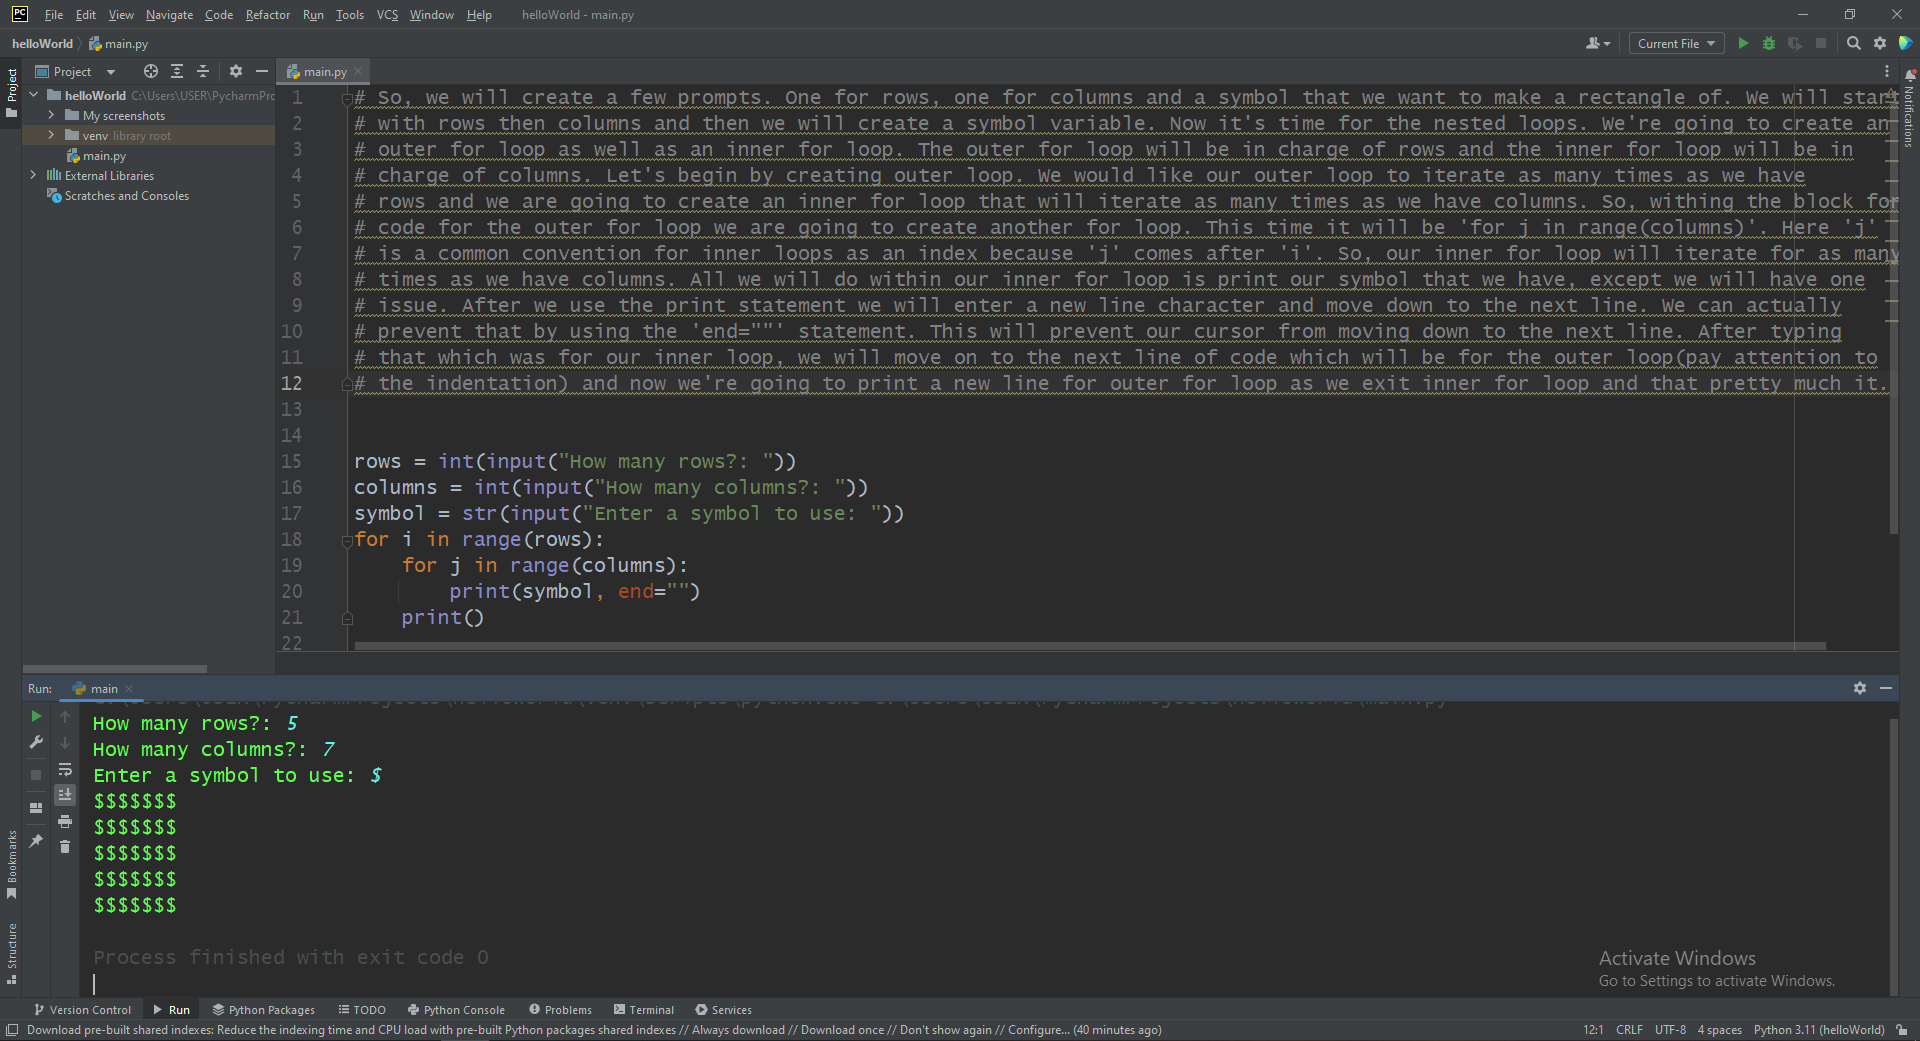 PC File Edit View Navigate Code Refactor Run Tools VCS Window Help helloWorld - main.py
helloWorld main.py Current File
Project main.py
helloWorld C:\Users\USER\PycharmPro
My screenshots
venv library root
main.py
External Libraries
Scratches and Consoles
Project
Bookmarks
Structure
Notifications
1 # So, we will create a few prompts. One for rows, one for columns and a symbol that we want to make a rectangle of. We will start
2 # with rows then columns and then we will create a symbol variable. Now it's time for the nested loops. We're going to create an
3 # outer for loop as well as an inner for loop. The outer for loop will be in charge of rows and the inner for loop will be in
4 # charge of columns. Let's begin by creating outer loop. We would like our outer loop to iterate as many times as we have
5 # rows and we are going to create an inner for loop that will iterate as many times as we have columns. So, withing the block for
6 # code for the outer for loop we are going to create another for loop. This time it will be 'for j in range(columns)'. Here 'j'
7 # is a common convention for inner loops as an index because 'j' comes after 'i'. So, our inner for loop will iterate for as many
8 # times as we have columns. All we will do within our inner for loop is print our symbol that we have, except we will have one
9 # issue. After we use the print statement we will enter a new line character and move down to the next line. We can actually
10 # prevent that by using the 'end=""' statement. This will prevent our cursor from moving down to the next line. After typing
11 # that which was for our inner loop, we will move on to the next line of code which will be for the outer loop(pay attention to
12 # the indentation) and now we're going to print a new line for outer for loop as we exit inner for loop and that pretty much it.
13
14
15 rows = int(input("How many rows?: "))
16 columns = int(input("How many columns?: "))
17 symbol = str(input("Enter a symbol to use: "))
18 for i in range(rows):
19 for j in range(columns):
20 print(symbol, end="")
21 print()
22
Run: main
How many rows?: 5
How many columns?: 7
Enter a symbol to use: $
$$$$$$$
$$$$$$$
$$$$$$$
$$$$$$$
$$$$$$$
Process finished with exit code 0
Activate Windows
Go to Settings to activate Windows.
Version Control Run Python Packages TODO Python Console Problems Terminal Services
Download pre-built shared indexes: Reduce the indexing time and CPU load with pre-built Python packages shared indexes // Always download // Download once // Don't show again // Configure... (40 minutes ago) 12:1 CRLF UTF-8 4 spaces Python 3.11 (helloWorld)